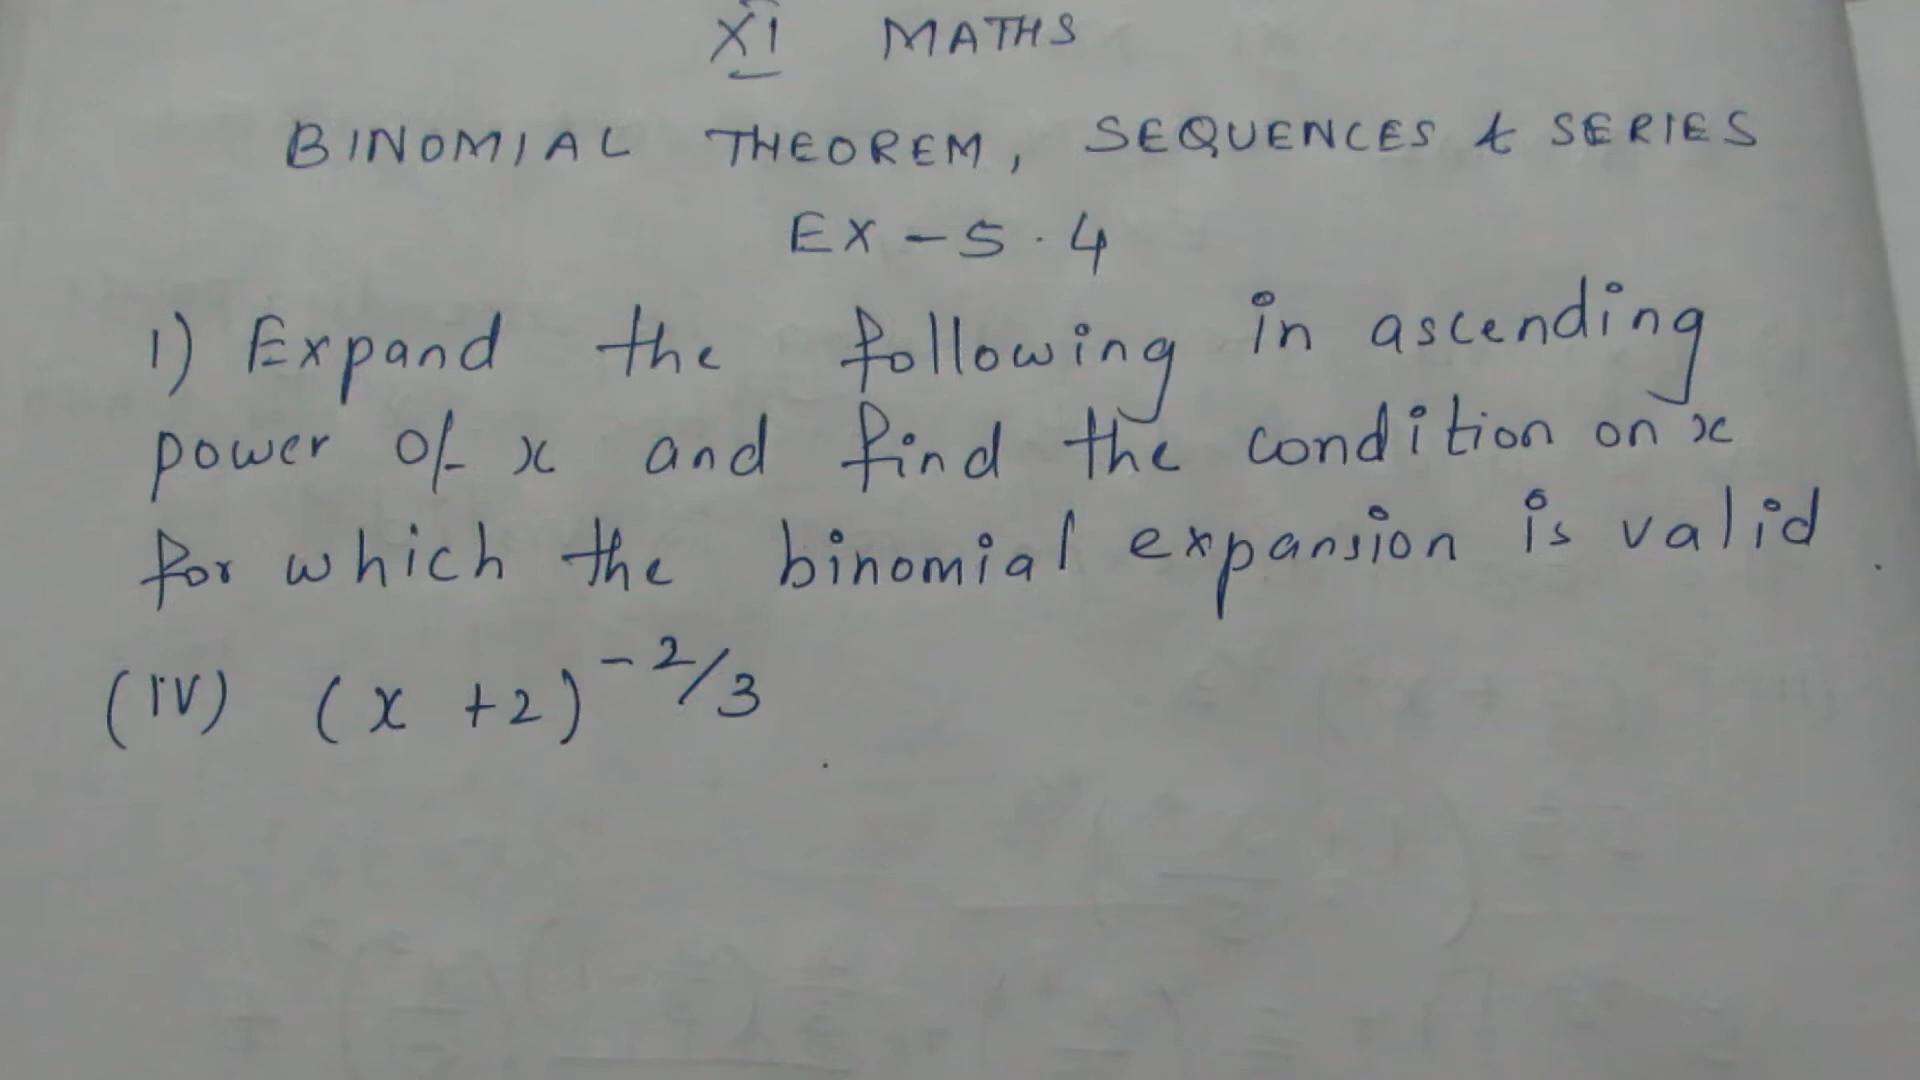 XI MATHS
BINOMIAL THEOREM, SEQUENCES & SERIES
EX - 5.4
1) Expand the following in ascending
power of x and find the condition on x
for which the binomial expansion is valid.
(iv) (x + 2)^{-2/3}